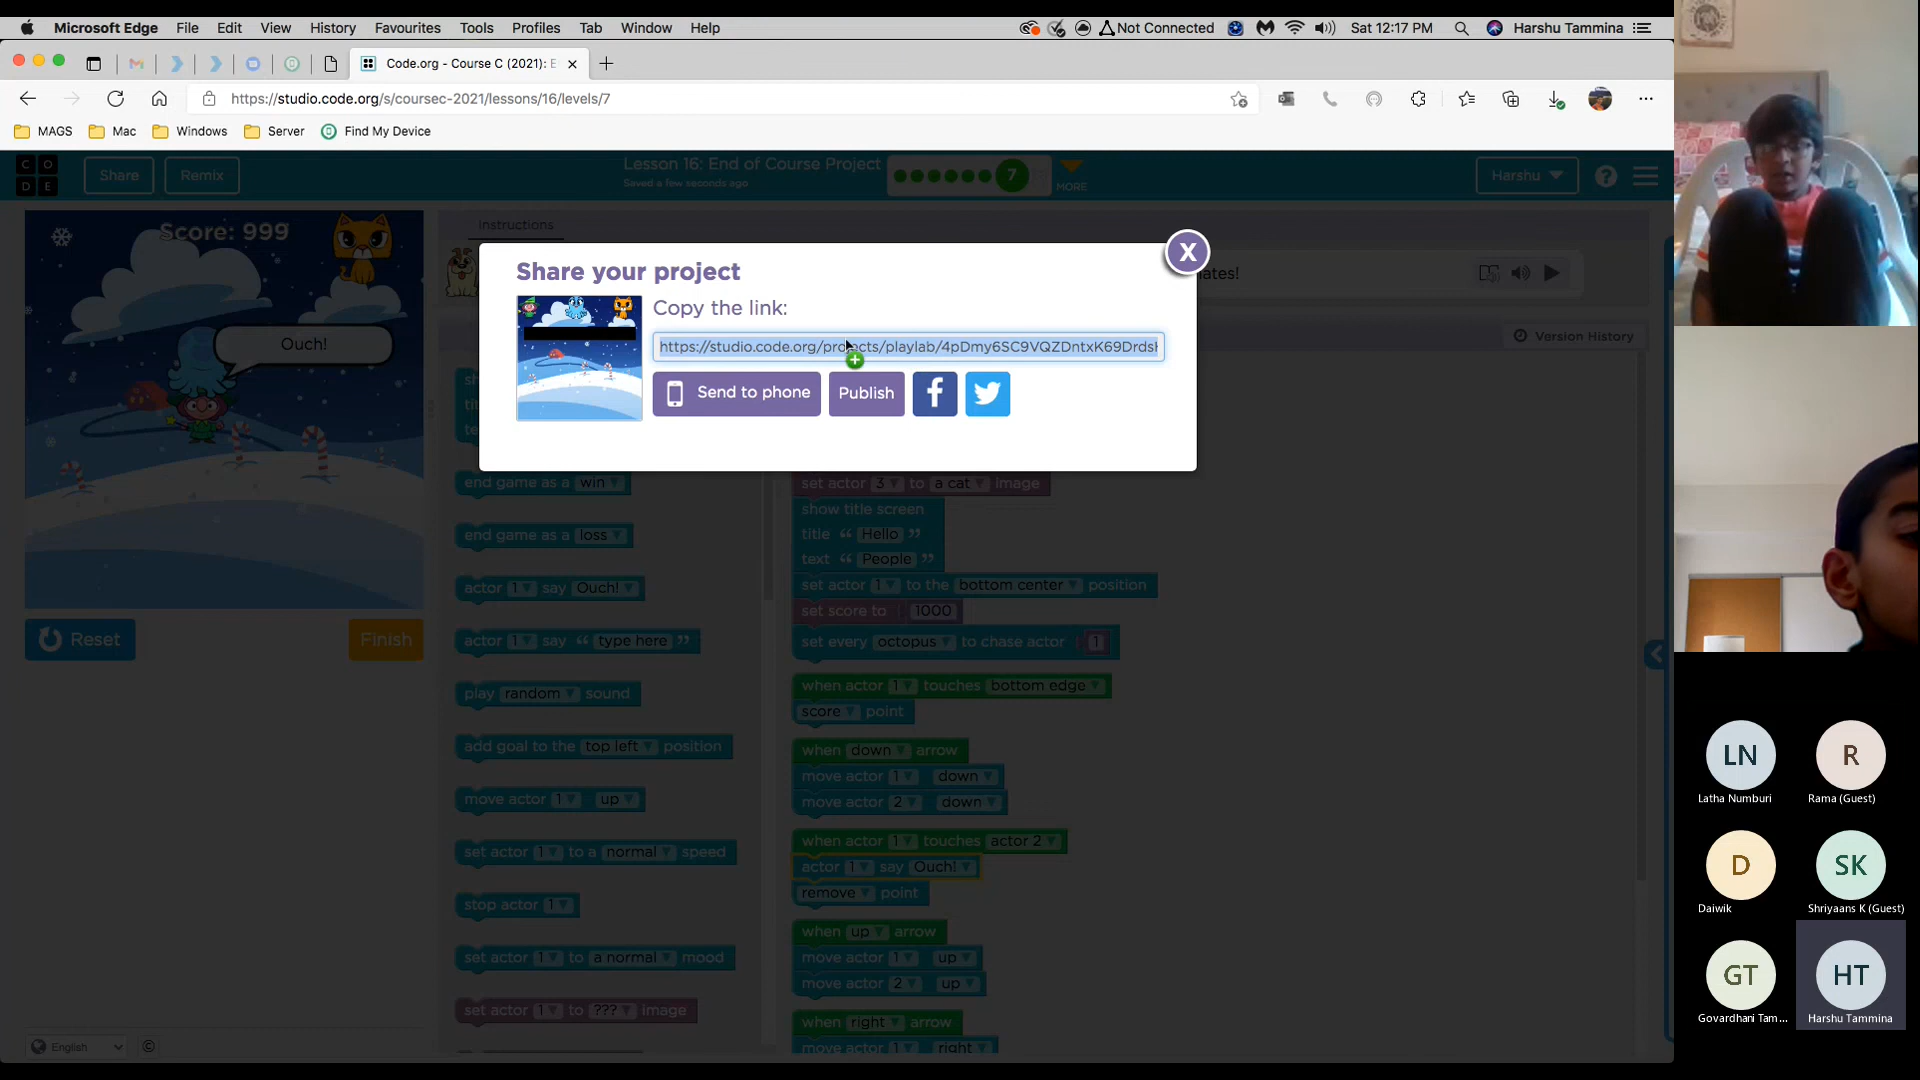 Microsoft Edge File Edit View History Favourites Tools Profiles Tab Window Help Not Connected Sat 12:17 PM Harshu Tammina
Code.org - Course C (2021): E
https://studio.code.org/s/coursec-2021/lessons/16/levels/7
MAGS Mac Windows Server Find My Device
C O D E
Share Remix
Lesson 16: End of Course Project
Saved a few seconds ago
7
MORE
Harshu
?
Score: 999
Ouch!
Reset
Finish
English
©
Instructions
Version History
Share your project
X
Copy the link:
Send to phone Publish
end game as a win
end game as a loss
actor 1 say Ouch!
actor 1 say “ type here ”
play random sound
add goal to the top left position
move actor 1 up
set actor 1 to a normal speed
stop actor 1
set actor 1 to a normal mood
set actor 1 to ??? image
set actor 3 to a cat image
show title screen
title “ Hello ”
text “ People ”
set actor 1 to the bottom center position
set score to 1000
set every octopus to chase actor 1
when actor 1 touches bottom edge
score point
when down arrow
move actor 1 down
move actor 2 down
when actor 1 touches actor 2
actor 1 say Ouch!
remove point
when up arrow
move actor 1 up
move actor 2 up
when right arrow
move actor 1 right
LN R
Latha Numburi Rama (Guest)
D SK
Daiwik Shriyaans K (Guest)
GT HT
Govardhani Tam... Harshu Tammina